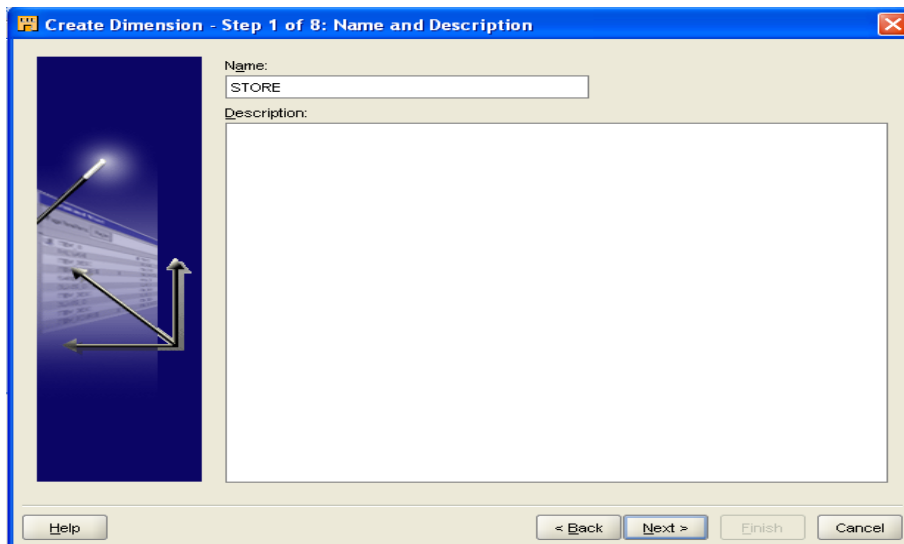 Create Dimension - Step 1 of 8: Name and Description
Name:
STORE
Description:
Help
< Back
Next >
Finish
Cancel